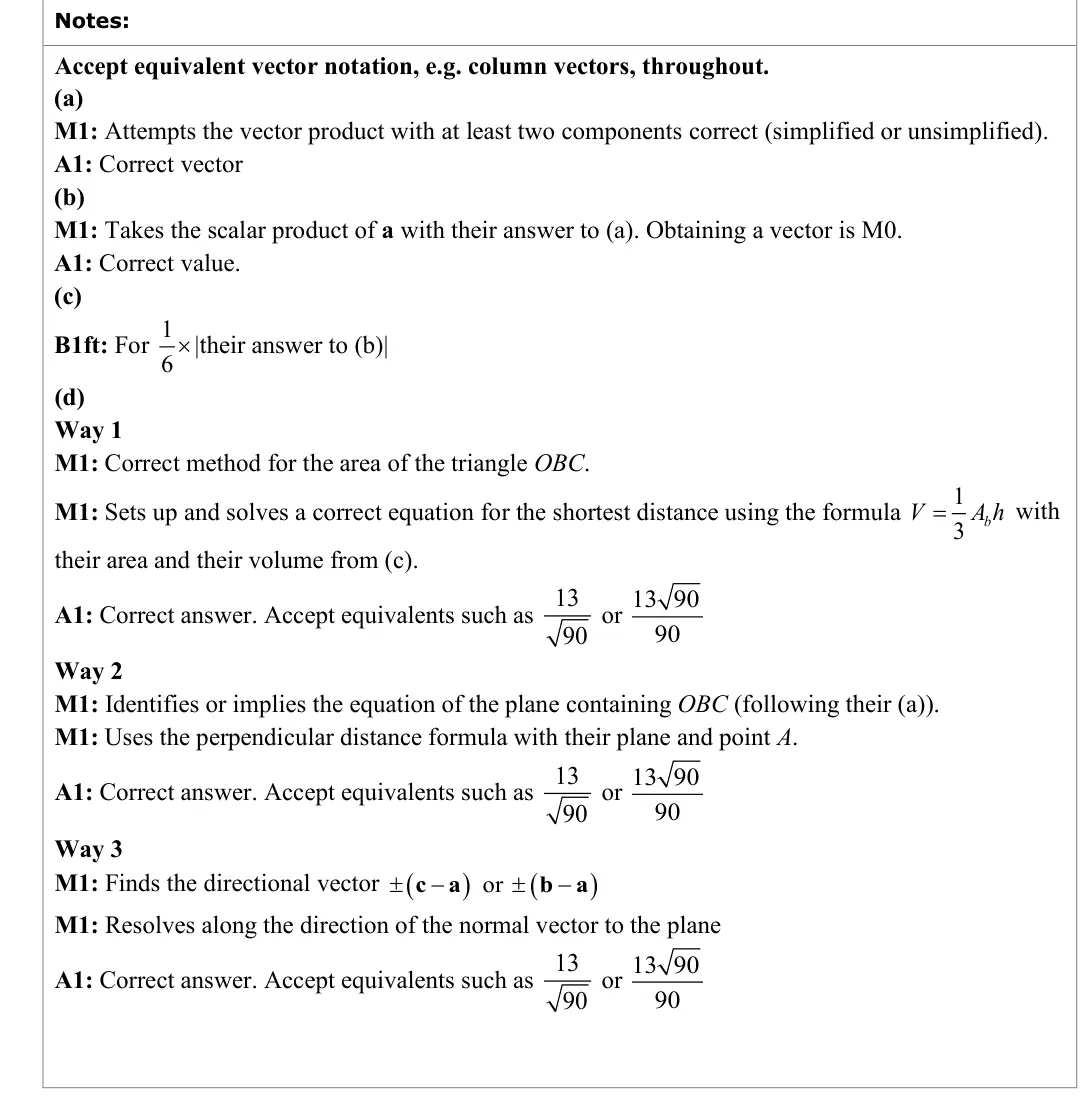 Notes:
Accept equivalent vector notation, e.g. column vectors, throughout.
(a)
M1: Attempts the vector product with at least two components correct (simplified or unsimplified).
A1: Correct vector
(b)
M1: Takes the scalar product of a with their answer to (a). Obtaining a vector is M0.
A1: Correct value.
(c)
B1ft: For 1/6 × |their answer to (b)|
(d)
Way 1
M1: Correct method for the area of the triangle OBC.
M1: Sets up and solves a correct equation for the shortest distance using the formula V = 1/3 A_b h with
their area and their volume from (c).
A1: Correct answer. Accept equivalents such as 13/√90 or 13√90/90
Way 2
M1: Identifies or implies the equation of the plane containing OBC (following their (a)).
M1: Uses the perpendicular distance formula with their plane and point A.
A1: Correct answer. Accept equivalents such as 13/√90 or 13√90/90
Way 3
M1: Finds the directional vector ±(c − a) or ±(b − a)
M1: Resolves along the direction of the normal vector to the plane
A1: Correct answer. Accept equivalents such as 13/√90 or 13√90/90